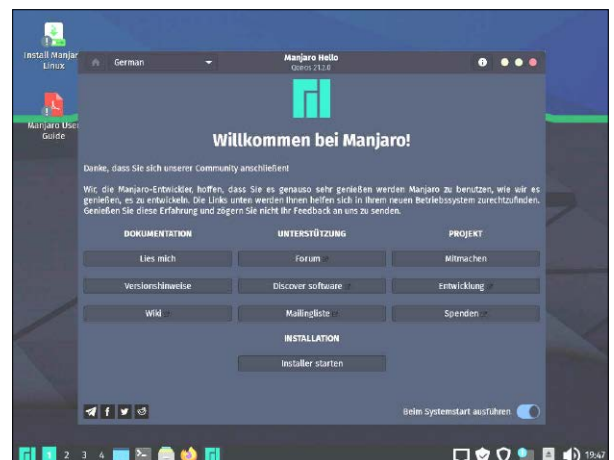 Install Manjaro
Linux
Manjaro User
Guide
German
Manjaro Hello
Qonos 21.2.0
Willkommen bei Manjaro!
Danke, dass Sie sich unserer Community anschließen!
Wir, die Manjaro-Entwickler, hoffen, dass Sie es genauso sehr genießen werden Manjaro zu benutzen, wie wir es
genießen, es zu entwickeln. Die Links unten werden Ihnen helfen sich in Ihrem neuen Betriebssystem zurechtzufinden.
Genießen Sie diese Erfahrung und zögern Sie nicht Ihr Feedback an uns zu senden.
DOKUMENTATION UNTERSTÜTZUNG PROJEKT
Lies mich Forum Mitmachen
Versionshinweise Discover software Entwicklung
Wiki Mailingliste Spenden
INSTALLATION
Installer starten
Beim Systemstart ausführen
1 2 3 4 19:47